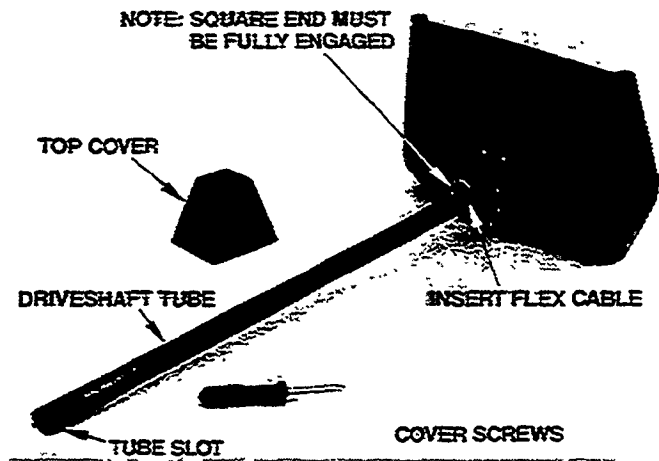 NOTE: SQUARE END MUST
BE FULLY ENGAGED
TOP COVER
DRIVESHAFT TUBE
INSERT FLEX CABLE
TUBE SLOT
COVER SCREWS